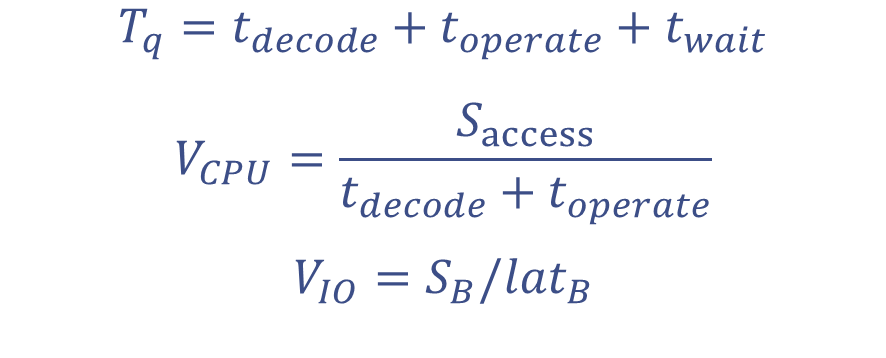 T_q = t_decode + t_operate + t_wait
V_CPU = S_access / (t_decode + t_operate)
V_IO = S_B/lat_B